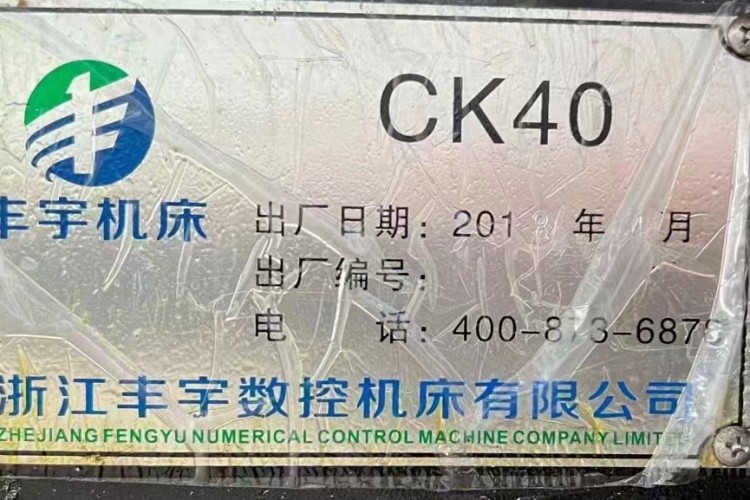 CK40
丰宇机床
出厂日期: 201 年 月
出厂编号:
电 话: 400-873-6876
浙江丰宇数控机床有限公司
ZHEJIANG FENGYU NUMERICAL CONTROL MACHINE COMPANY LIMITED